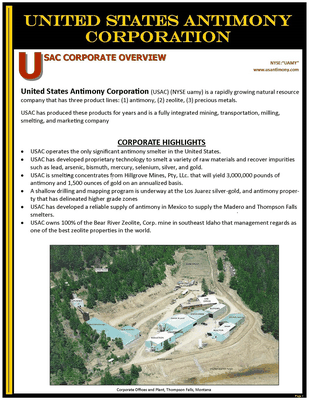 UNITED STATES ANTIMONY
CORPORATION
USAC CORPORATE OVERVIEW
NYSE:"UAMY"
www.usantimony.com
United States Antimony Corporation (USAC) (NYSE uamy) is a rapidly growing natural resource
company that has three product lines: (1) antimony, (2) zeolite, (3) precious metals.
USAC has produced these products for years and is a fully integrated mining, transportation, milling,
smelting, and marketing company
CORPORATE HIGHLIGHTS
• USAC operates the only significant antimony smelter in the United States.
• USAC has developed proprietary technology to smelt a variety of raw materials and recover impurities
such as lead, arsenic, bismuth, mercury, selenium, silver, and gold.
• USAC is smelting concentrates from Hillgrove Mines, Pty, LLc. that will yield 3,000,000 pounds of
antimony and 1,500 ounces of gold on an annualized basis.
• A shallow drilling and mapping program is underway at the Los Juarez silver-gold, and antimony proper-
ty that has delineated higher grade zones
• USAC has developed a reliable supply of antimony in Mexico to supply the Madero and Thompson Falls
smelters.
• USAC owns 100% of the Bear River Zeolite, Corp. mine in southeast Idaho that management regards as
one of the best zeolite properties in the world.
Corporate Offices and Plant, Thompson Falls, Montana